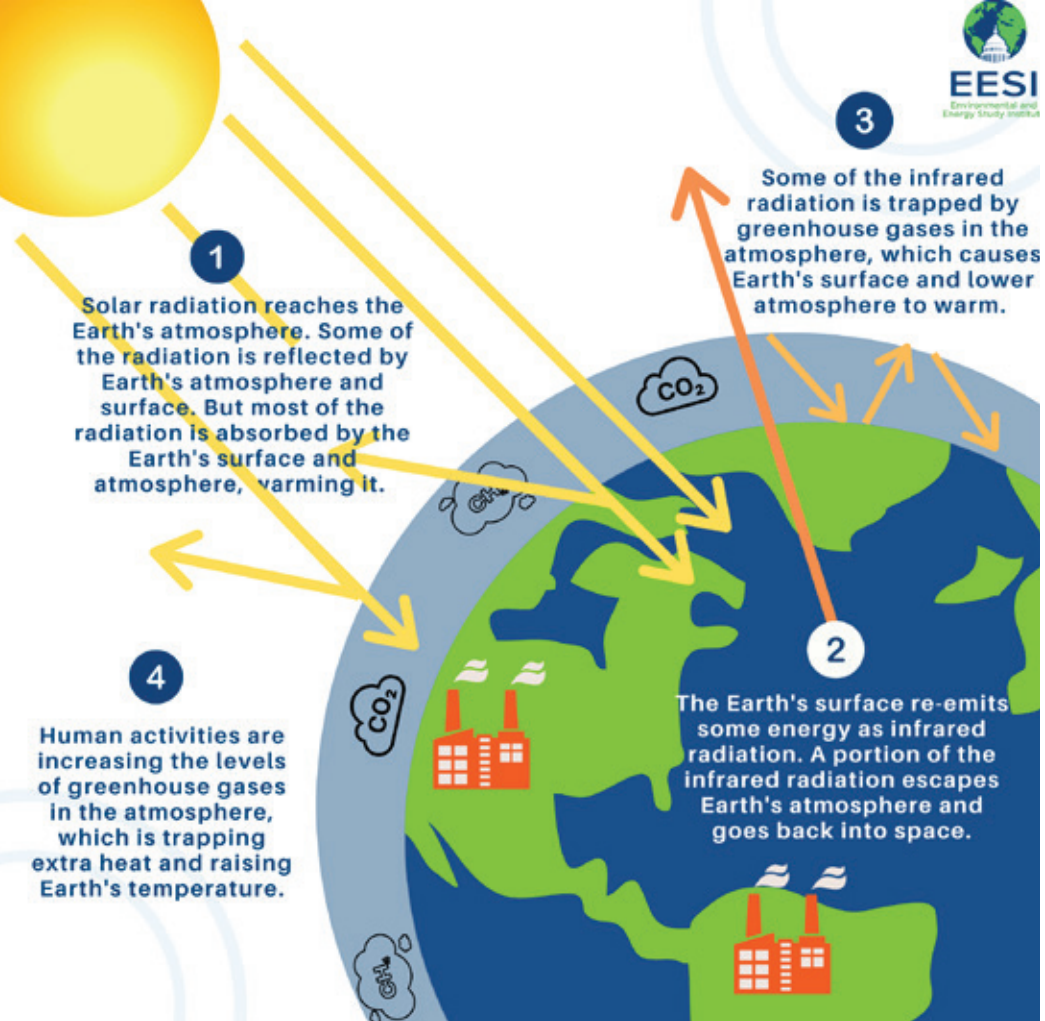 EESI
Environmental and
Energy Study Institute
1
Solar radiation reaches the
Earth's atmosphere. Some of
the radiation is reflected by
Earth's atmosphere and
surface. But most of the
radiation is absorbed by the
Earth's surface and
atmosphere, warming it.
2
The Earth's surface re-emits
some energy as infrared
radiation. A portion of the
infrared radiation escapes
Earth's atmosphere and
goes back into space.
3
Some of the infrared
radiation is trapped by
greenhouse gases in the
atmosphere, which causes
Earth's surface and lower
atmosphere to warm.
4
Human activities are
increasing the levels
of greenhouse gases
in the atmosphere,
which is trapping
extra heat and raising
Earth's temperature.
CO₂
CH₄
CO₂
CH₄